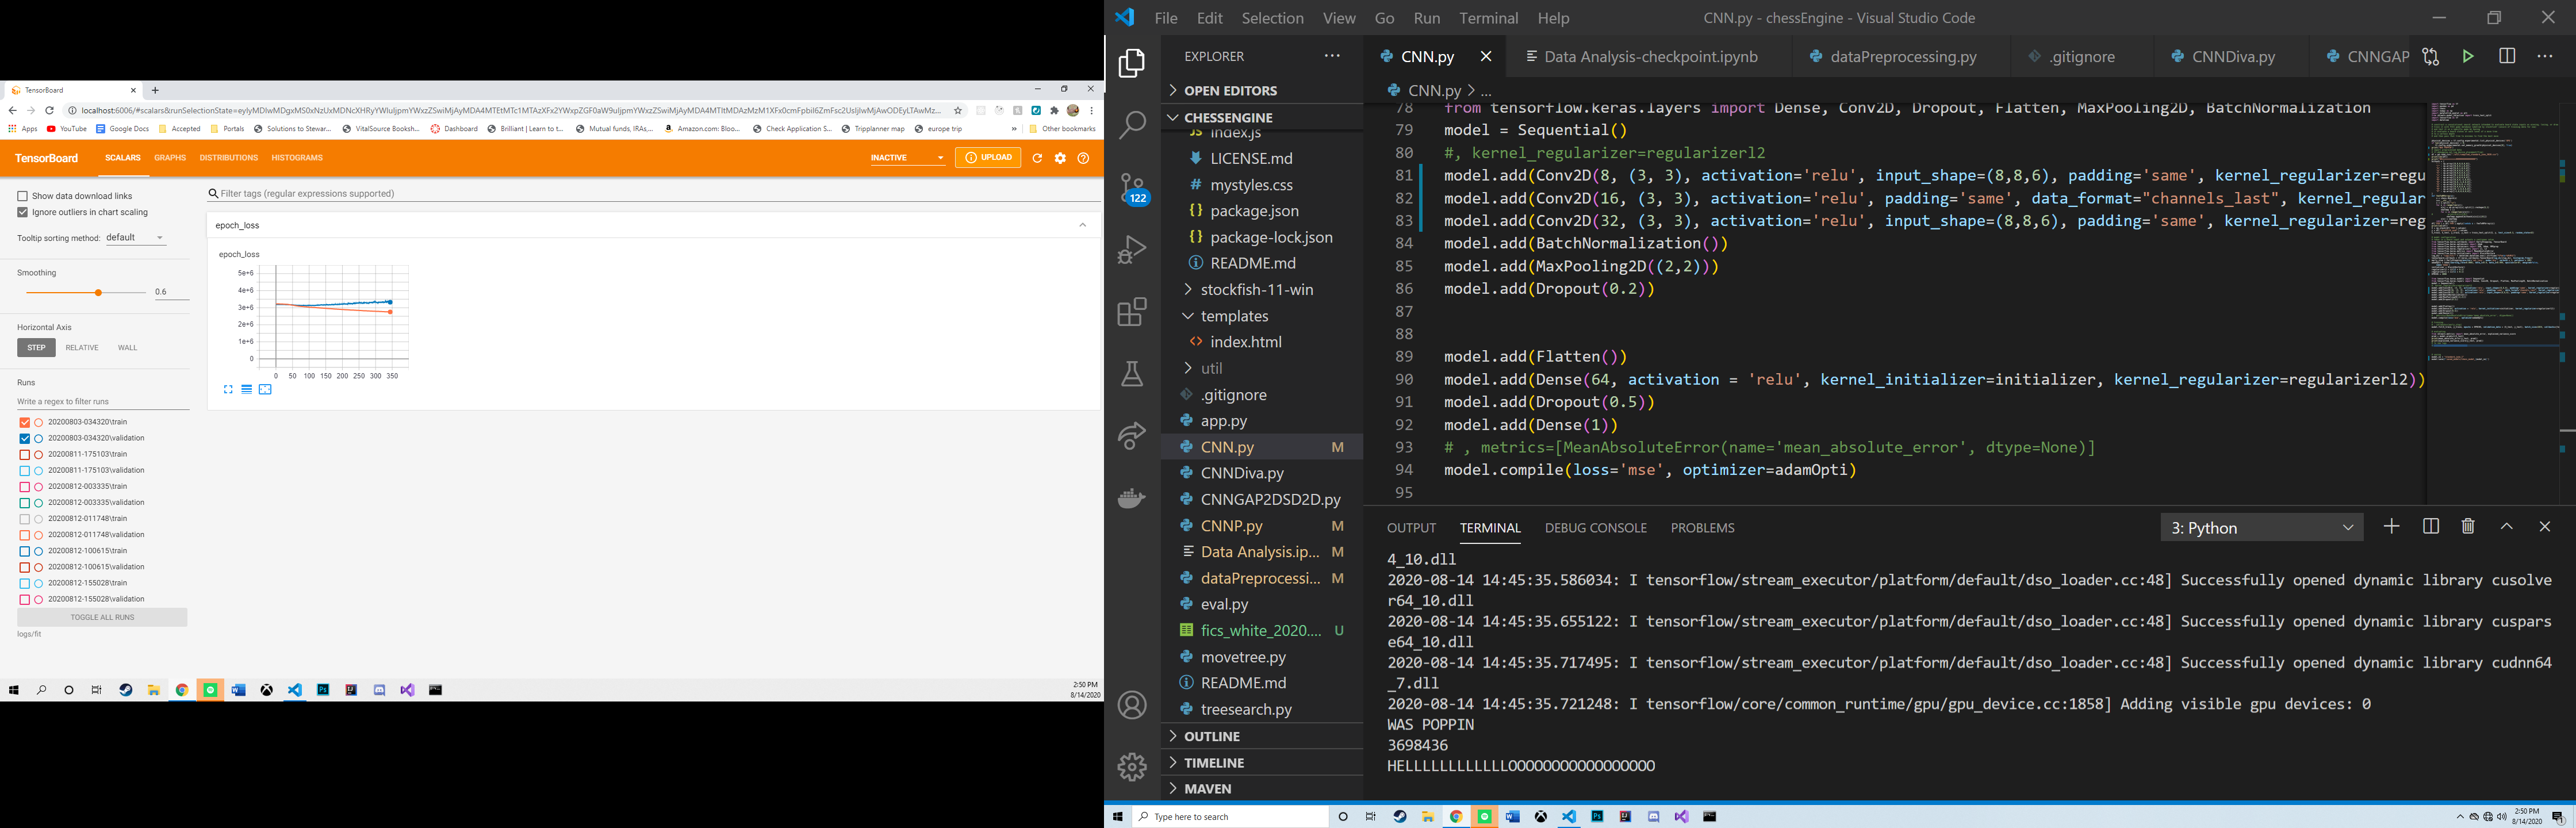 TensorBoard
localhost:6006/#scalars&runSelectionState=
Apps YouTube Google Docs Accepted Portals Solutions to Stewar... VitalSource Booksh... Dashboard Brilliant | Learn to t... Mutual funds, IRAs,... Amazon.com: Bloo... Check Application S... Tripplanner map europe trip » Other bookmarks
TensorBoard SCALARS GRAPHS DISTRIBUTIONS HISTOGRAMS INACTIVE UPLOAD
Show data download links
Ignore outliers in chart scaling
Tooltip sorting method: default
Smoothing
0.6
Horizontal Axis
STEP RELATIVE WALL
Runs
Write a regex to filter runs
20200803-034320\train
20200803-034320\validation
20200811-175103\train
20200811-175103\validation
20200812-003335\train
20200812-003335\validation
20200812-011748\train
20200812-011748\validation
20200812-100615\train
20200812-100615\validation
20200812-155028\train
20200812-155028\validation
TOGGLE ALL RUNS
logs/fit
Filter tags (regular expressions supported)
epoch_loss
epoch_loss
5e+6
4e+6
3e+6
2e+6
1e+6
0
0 50 100 150 200 250 300 350
2:50 PM
8/14/2020
File Edit Selection View Go Run Terminal Help
CNN.py - chessEngine - Visual Studio Code
EXPLORER
OPEN EDITORS
CHESSENGINE
index.js
LICENSE.md
mystyles.css
package.json
package-lock.json
README.md
stockfish-11-win
templates
index.html
util
.gitignore
app.py
CNN.py M
CNNDiva.py
CNNGAP2DSD2D.py
CNNP.py M
Data Analysis.ip... M
dataPreprocessi... M
eval.py
fics_white_2020.... U
movetree.py
README.md
treesearch.py
OUTLINE
TIMELINE
MAVEN
122
CNN.py Data Analysis-checkpoint.ipynb dataPreprocessing.py .gitignore CNNDiva.py CNNGAP
CNN.py > ...
78 from tensorflow.keras.layers import Dense, Conv2D, Dropout, Flatten, MaxPooling2D, BatchNormalization
79 model = Sequential()
80 #, kernel_regularizer=regularizerl2
81 model.add(Conv2D(8, (3, 3), activation='relu', input_shape=(8,8,6), padding='same', kernel_regularizer=regu
82 model.add(Conv2D(16, (3, 3), activation='relu', padding='same', data_format="channels_last", kernel_regular
83 model.add(Conv2D(32, (3, 3), activation='relu', input_shape=(8,8,6), padding='same', kernel_regularizer=reg
84 model.add(BatchNormalization())
85 model.add(MaxPooling2D((2,2)))
86 model.add(Dropout(0.2))
87
88
89 model.add(Flatten())
90 model.add(Dense(64, activation = 'relu', kernel_initializer=initializer, kernel_regularizer=regularizerl2))
91 model.add(Dropout(0.5))
92 model.add(Dense(1))
93 # , metrics=[MeanAbsoluteError(name='mean_absolute_error', dtype=None)]
94 model.compile(loss='mse', optimizer=adamOpti)
95
OUTPUT TERMINAL DEBUG CONSOLE PROBLEMS 3: Python
4_10.dll
2020-08-14 14:45:35.586034: I tensorflow/stream_executor/platform/default/dso_loader.cc:48] Successfully opened dynamic library cusolve
r64_10.dll
2020-08-14 14:45:35.655122: I tensorflow/stream_executor/platform/default/dso_loader.cc:48] Successfully opened dynamic library cuspars
e64_10.dll
2020-08-14 14:45:35.717495: I tensorflow/stream_executor/platform/default/dso_loader.cc:48] Successfully opened dynamic library cudnn64
_7.dll
2020-08-14 14:45:35.721248: I tensorflow/core/common_runtime/gpu/gpu_device.cc:1858] Adding visible gpu devices: 0
WAS POPPIN
3698436
HELLLLLLLLLLLLOOOOOOOOOOOOOOOOO
Type here to search
2:50 PM
8/14/2020